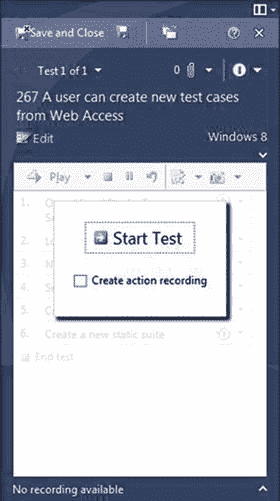 Save and Close
Test 1 of 1 0
267 A user can create new test cases
from Web Access
Edit Windows 8
Play
1.
2.
3.
4.
Start Test
Create action recording
6. Create a new static suite
End test
No recording available